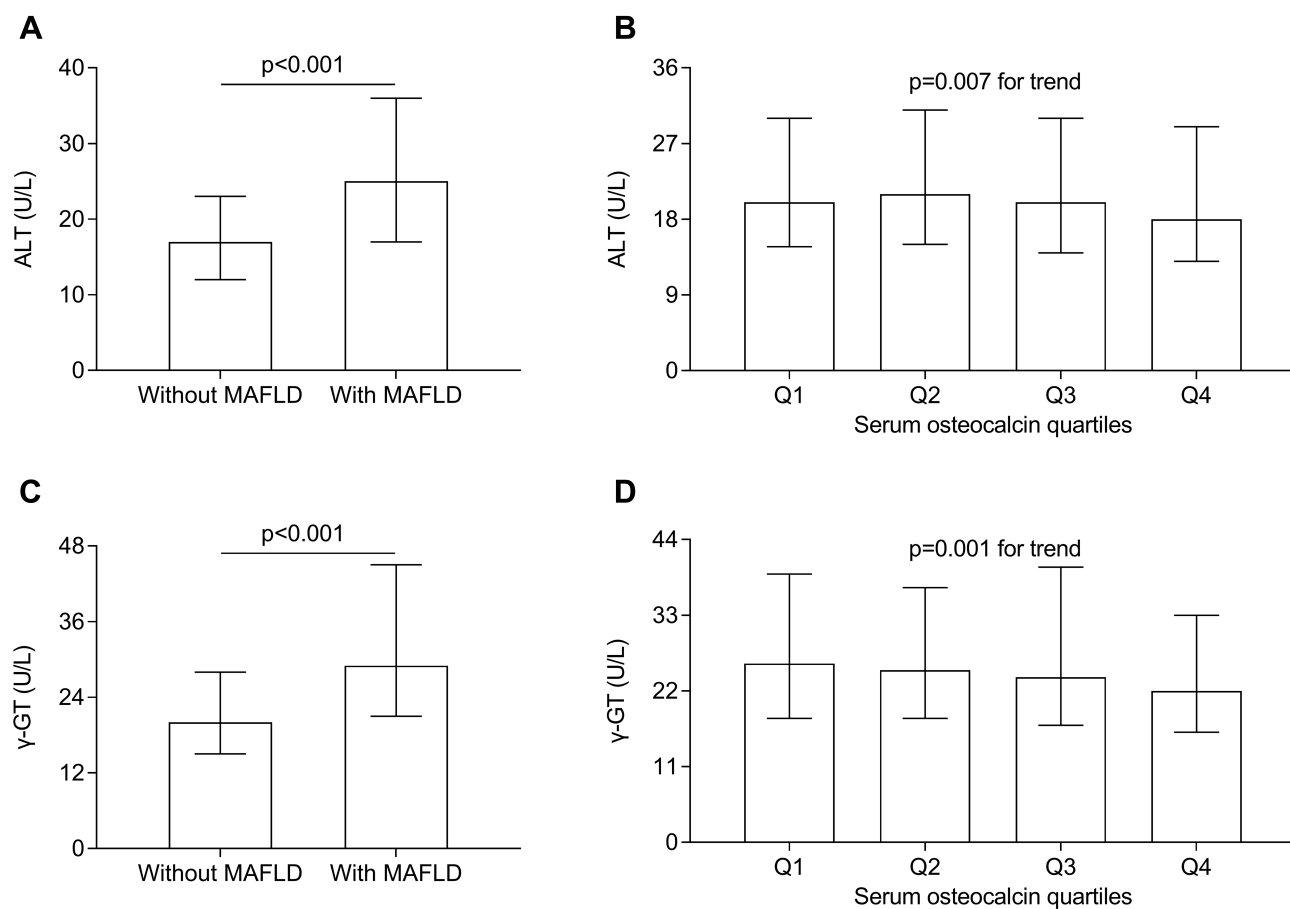 A
p<0.001
40
30
20
10
0
ALT (U/L)
Without MAFLD
With MAFLD
B
p=0.007 for trend
36
27
18
9
0
ALT (U/L)
Q1
Q2
Q3
Q4
Serum osteocalcin quartiles
C
p<0.001
48
36
24
12
0
γ-GT (U/L)
Without MAFLD
With MAFLD
D
p=0.001 for trend
44
33
22
11
0
γ-GT (U/L)
Q1
Q2
Q3
Q4
Serum osteocalcin quartiles